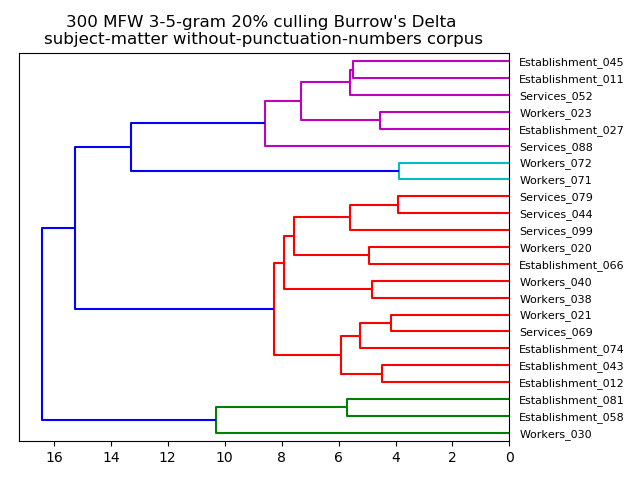 300 MFW 3-5-gram 20% culling Burrow's Delta
subject-matter without-punctuation-numbers corpus
Establishment_045
Establishment_011
Services_052
Workers_023
Establishment_027
Services_088
Workers_072
Workers_071
Services_079
Services_044
Services_099
Workers_020
Establishment_066
Workers_040
Workers_038
Workers_021
Services_069
Establishment_074
Establishment_043
Establishment_012
Establishment_081
Establishment_058
Workers_030
16 14 12 10 8 6 4 2 0